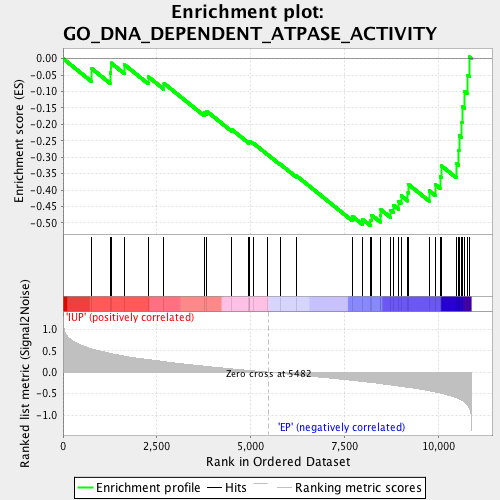 Enrichment plot:
GO_DNA_DEPENDENT_ATPASE_ACTIVITY
Enrichment score (ES)
0.00
-0.05
-0.10
-0.15
-0.20
-0.25
-0.30
-0.35
-0.40
-0.45
-0.50
'IUP' (positively correlated)
Ranked list metric (Signal2Noise)
1.0
0.5
0.0
-0.5
-1.0
Zero cross at 5482
'EP' (negatively correlated)
0
2,500
5,000
7,500
10,000
Rank in Ordered Dataset
Enrichment profile
Hits
Ranking metric scores